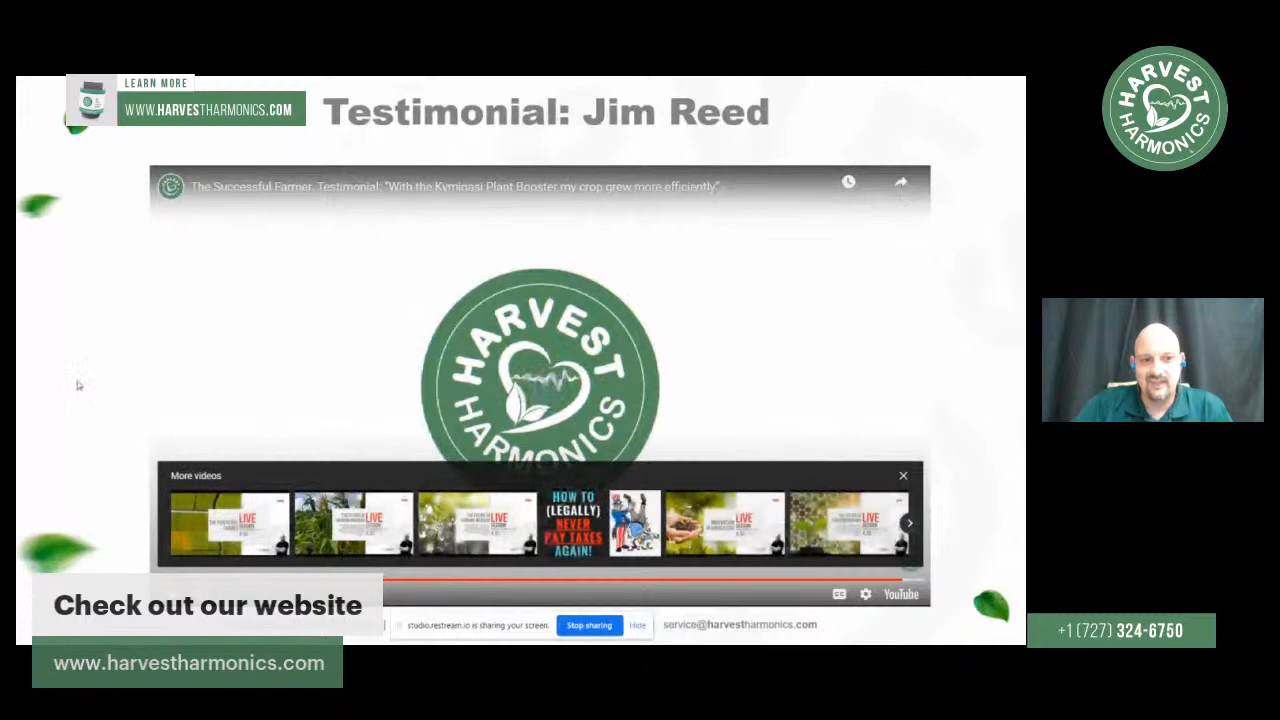 LEARN MORE
WWW.HARVESTHARMONICS.COM
Testimonial: Jim Reed
HARVEST
HARMONICS
The Successful Farmer. Testimonial: "With the Kyminasi Plant Booster my crop grew more efficiently"
HARVEST
HARMONICS
More videos
LIVE
LIVE
LIVE
HOW TO
(LEGALLY)
NEVER
PAY TAXES
AGAIN!
LIVE
LIVE
CC
YouTube
Check out our website
www.harvestharmonics.com
studio.restream.io is sharing your screen.
Stop sharing
Hide
service@harvestharmonics.com
+1 (727) 324-6750